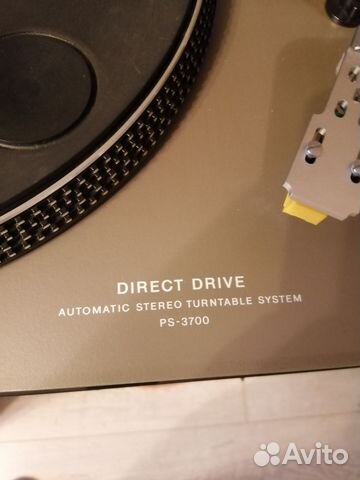 DIRECT DRIVE
AUTOMATIC STEREO TURNTABLE SYSTEM
PS-3700
Avito